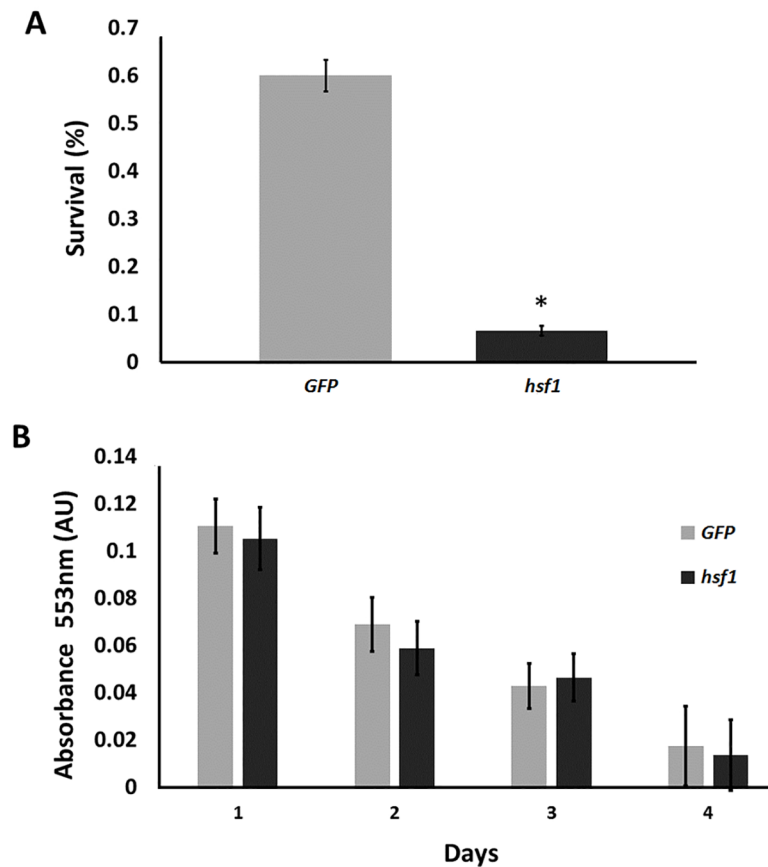 A
0.7
0.6
0.5
0.4
0.3
0.2
0.1
0
Survival (%)
*
GFP hsf1
B
0.14
0.12
0.1
0.08
0.06
0.04
0.02
0
Absorbance 553nm (AU)
GFP
hsf1
1 2 3 4
Days